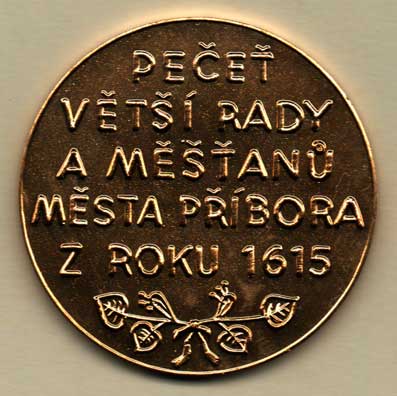 PEČEŤ
VĚTŠÍ RADY
A MĚŠŤANŮ
MĚSTA PŘÍBORA
Z ROKU 1615